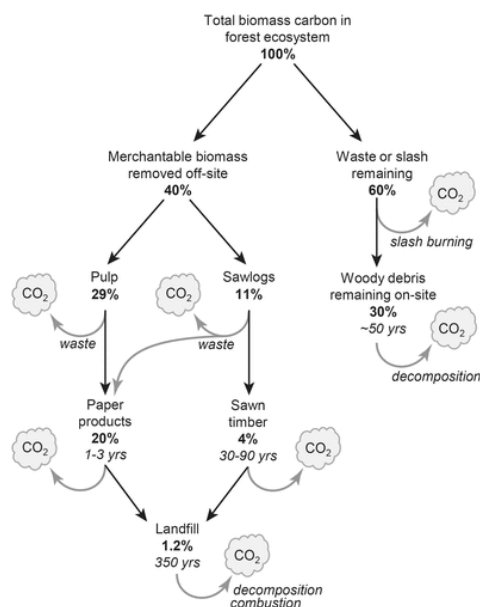 Total biomass carbon in
forest ecosystem
100%
Merchantable biomass
removed off-site
40%
Waste or slash
remaining
60%
CO2
slash burning
CO2
Pulp
29%
waste
CO2
Sawlogs
11%
waste
Woody debris
remaining on-site
30%
~50 yrs
CO2
decomposition
Paper
products
20%
1-3 yrs
CO2
Sawn
timber
4%
30-90 yrs
CO2
Landfill
1.2%
350 yrs
CO2
decomposition
combustion